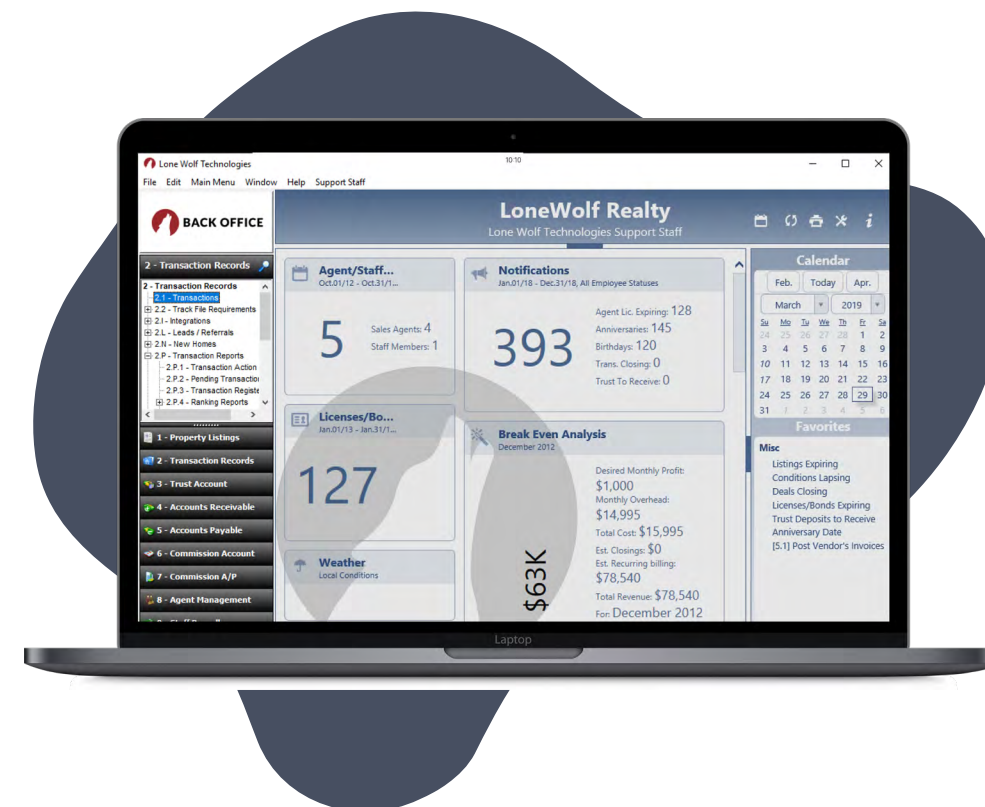 Lone Wolf Technologies
10:10
File Edit Main Menu Window Help Support Staff
BACK OFFICE
LoneWolf Realty
Lone Wolf Technologies Support Staff
2 - Transaction Records
2 - Transaction Records
2.1 - Transactions
2.2 - Track File Requirements
2.I - Integrations
2.L - Leads / Referrals
2.N - New Homes
2.P - Transaction Reports
2.P.1 - Transaction Action
2.P.2 - Pending Transaction
2.P.3 - Transaction Registe
2.P.4 - Ranking Reports
1 - Property Listings
2 - Transaction Records
3 - Trust Account
4 - Accounts Receivable
5 - Accounts Payable
6 - Commission Account
7 - Commission A/P
8 - Agent Management
Agent/Staff...
Oct.01/12 - Oct.31/1...
5
Sales Agents: 4
Staff Members: 1
Licenses/Bo...
Jan.01/13 - Jan.31/1...
127
Weather
Local Conditions
Notifications
Jan.01/18 - Dec.31/18, All Employee Statuses
393
Agent Lic. Expiring: 128
Anniversaries: 145
Birthdays: 120
Trans. Closing: 0
Trust To Receive: 0
Break Even Analysis
December 2012
$63K
Desired Monthly Profit:
$1,000
Monthly Overhead:
$14,995
Total Cost: $15,995
Est. Closings: $0
Est. Recurring billing:
$78,540
Total Revenue: $78,540
For: December 2012
Calendar
Feb. Today Apr.
March 2019
Su Mo Tu We Th Fr Sa
24 25 26 27 28 1 2
3 4 5 6 7 8 9
10 11 12 13 14 15 16
17 18 19 20 21 22 23
24 25 26 27 28 29 30
31 1 2 3 4 5 6
Favorites
Misc
Listings Expiring
Conditions Lapsing
Deals Closing
Licenses/Bonds Expiring
Trust Deposits to Receive
Anniversary Date
[5.1] Post Vendor's Invoices
Laptop